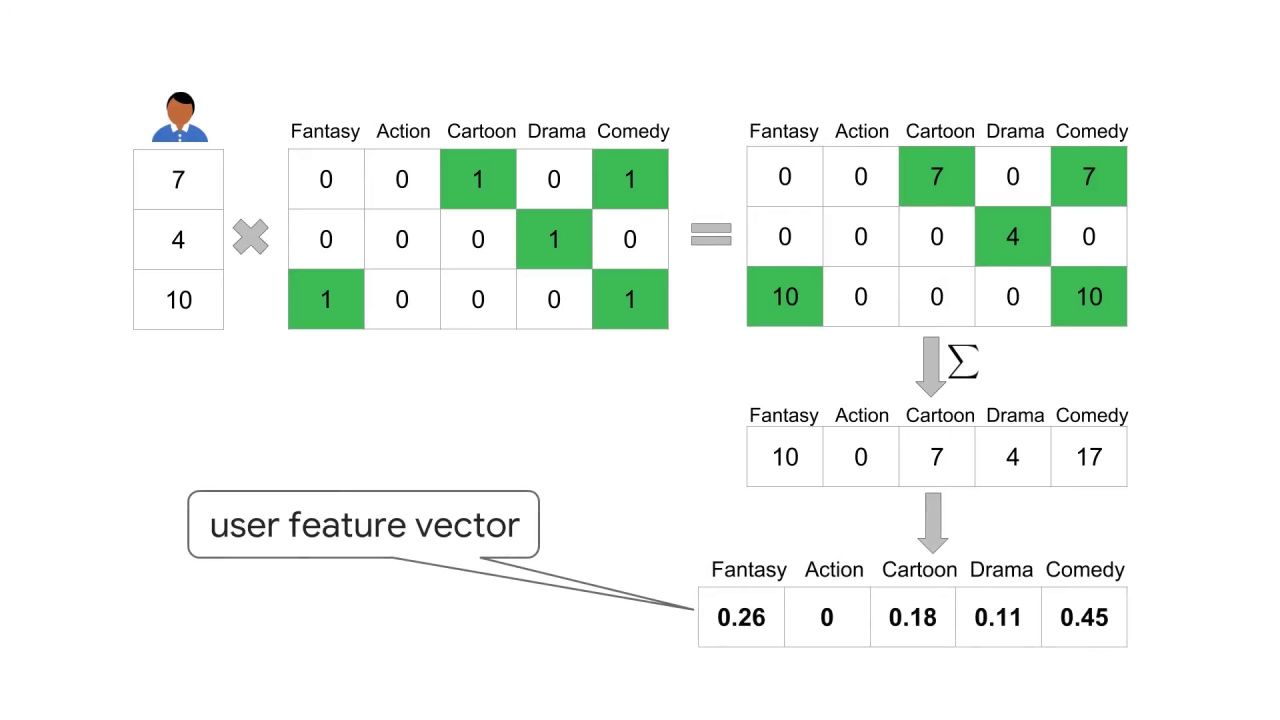 Fantasy Action Cartoon Drama Comedy
7
4
10
0 0 1 0 1
0 0 0 1 0
1 0 0 0 1
Fantasy Action Cartoon Drama Comedy
0 0 7 0 7
0 0 0 4 0
10 0 0 0 10
∑
Fantasy Action Cartoon Drama Comedy
10 0 7 4 17
user feature vector
Fantasy Action Cartoon Drama Comedy
0.26 0 0.18 0.11 0.45